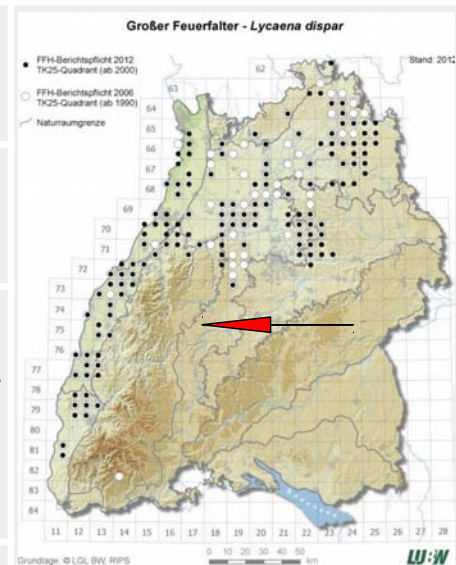 Großer Feuerfalter - Lycaena dispar
FFH-Berichtspflicht 2012
TK25-Quadrant (ab 2000)
FFH-Berichtspflicht 2006
TK25-Quadrant (ab 1990)
Naturraumgrenze
Stand: 2012
62
63
64
65
66
67
68
69
70
71
72
73
74
75
76
77
78
79
80
81
82
83
84
11 12 13 14 15 16 17 18 19 20 21 22 23 24 25 26 27 28
Grundlage: © LGL BW, RIPS
0 10 20 30 40 50
km
LUBW